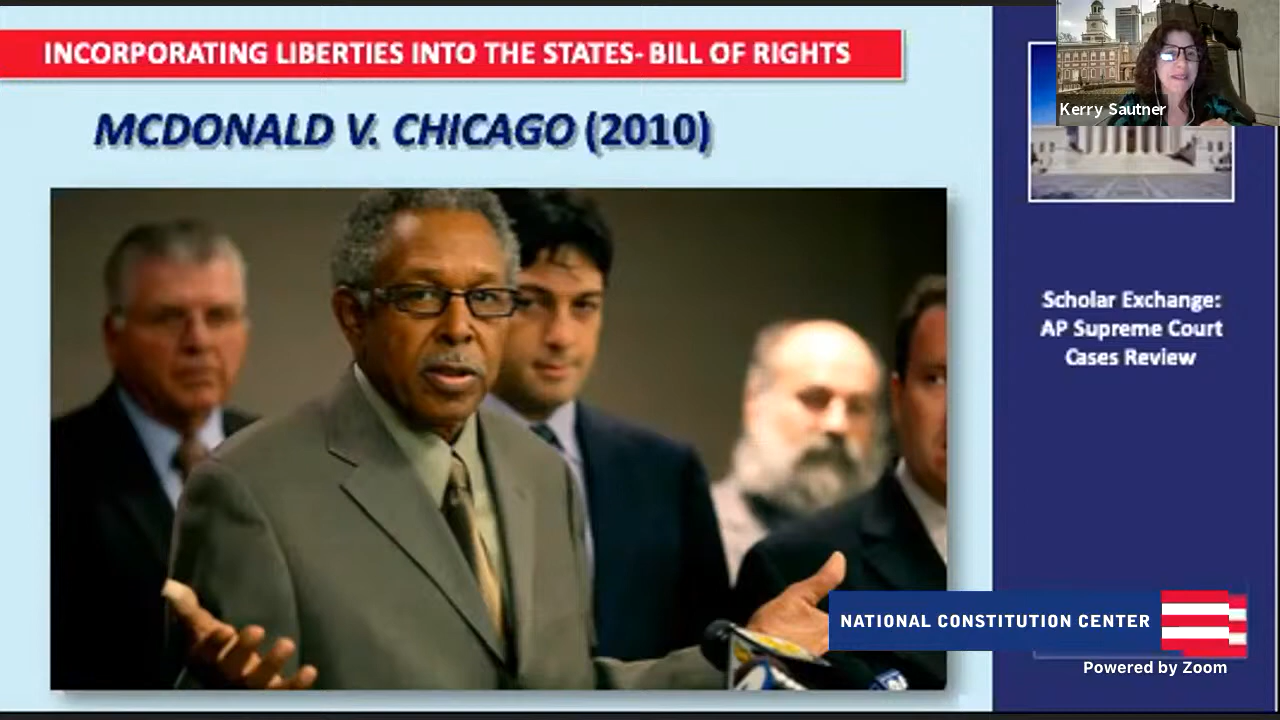 INCORPORATING LIBERTIES INTO THE STATES- BILL OF RIGHTS
MCDONALD V. CHICAGO (2010)
Kerry Sautner
Scholar Exchange:
AP Supreme Court
Cases Review
NATIONAL CONSTITUTION CENTER
Powered by Zoom